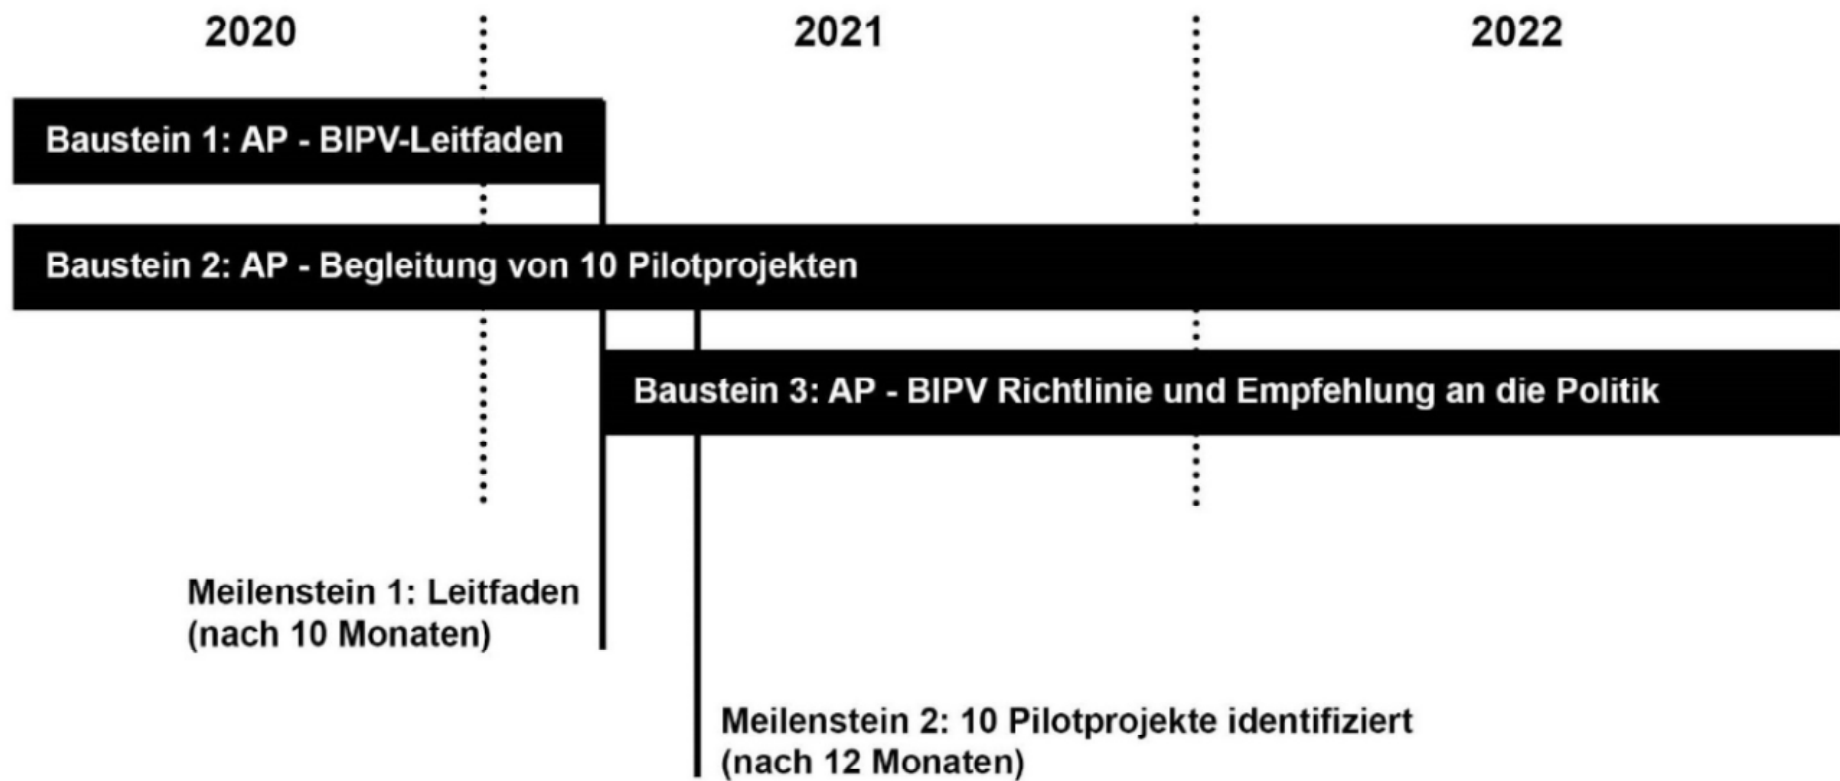 2020
2021
2022
Baustein 1: AP - BIPV-Leitfaden
Baustein 2: AP - Begleitung von 10 Pilotprojekten
Baustein 3: AP - BIPV Richtlinie und Empfehlung an die Politik
Meilenstein 1: Leitfaden
(nach 10 Monaten)
Meilenstein 2: 10 Pilotprojekte identifiziert
(nach 12 Monaten)